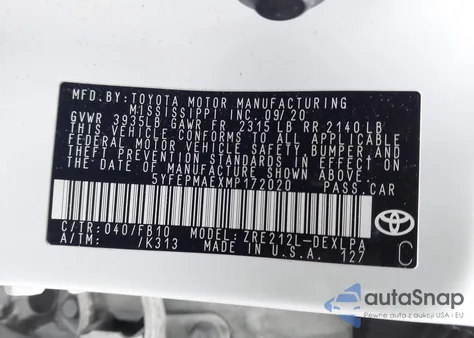 MFD.BY:TOYOTA MOTOR MANUFACTURING
MISSISSIPPI INC. 09/20
GVWR 3935LB GAWR FR 2315 LB RR 2140 LB
THIS VEHICLE CONFORMS TO ALL APPLICABLE
FEDERAL MOTOR VEHICLE SAFETY, BUMPER AND
THEFT PREVENTION STANDARDS IN EFFECT ON
THE DATE OF MANUFACTURE SHOWN ABOVE.
5YFEPMAEXMP172020 PASS.CAR
C/TR:040/FB10 MODEL:ZRE212L-DEXLPA
A/TM: /K313 MADE IN U.S.A. 127
C
autoSnap
Pewne auta z aukcji USA i EU